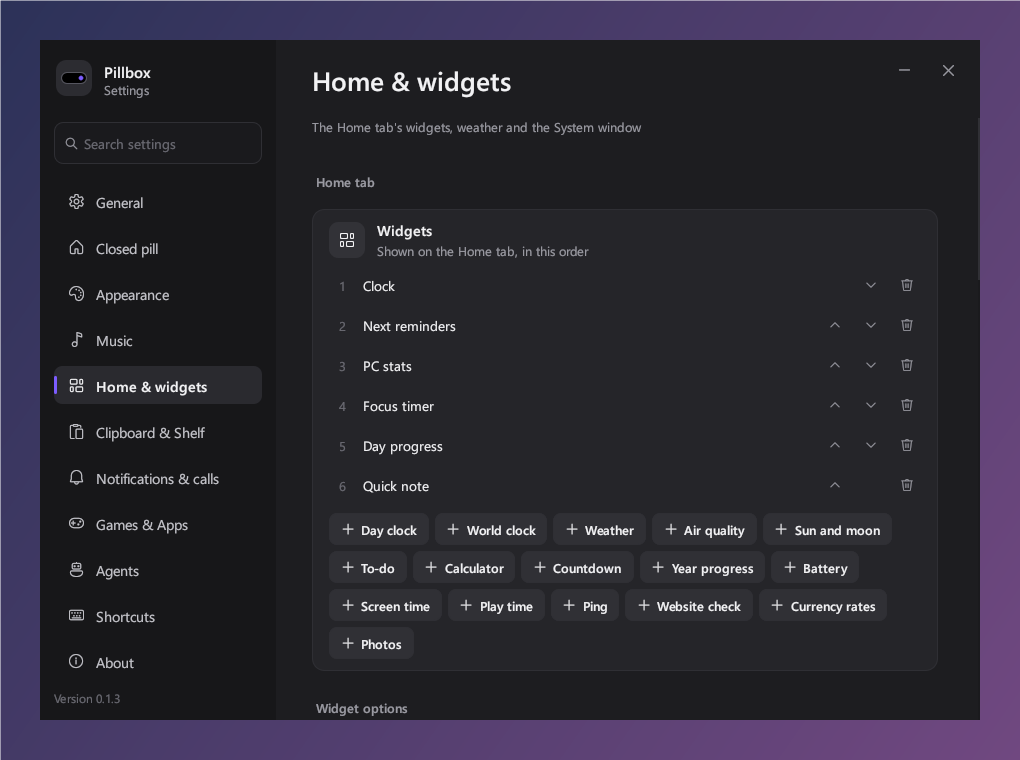 Pillbox
Settings
Search settings
General
Closed pill
Appearance
Music
Home & widgets
Clipboard & Shelf
Notifications & calls
Games & Apps
Agents
Shortcuts
About
Version 0.1.3
Home & widgets
The Home tab's widgets, weather and the System window
Home tab
Widgets
Shown on the Home tab, in this order
1 Clock
2 Next reminders
3 PC stats
4 Focus timer
5 Day progress
6 Quick note
+ Day clock + World clock + Weather + Air quality + Sun and moon
+ To-do + Calculator + Countdown + Year progress + Battery
+ Screen time + Play time + Ping + Website check + Currency rates
+ Photos
Widget options